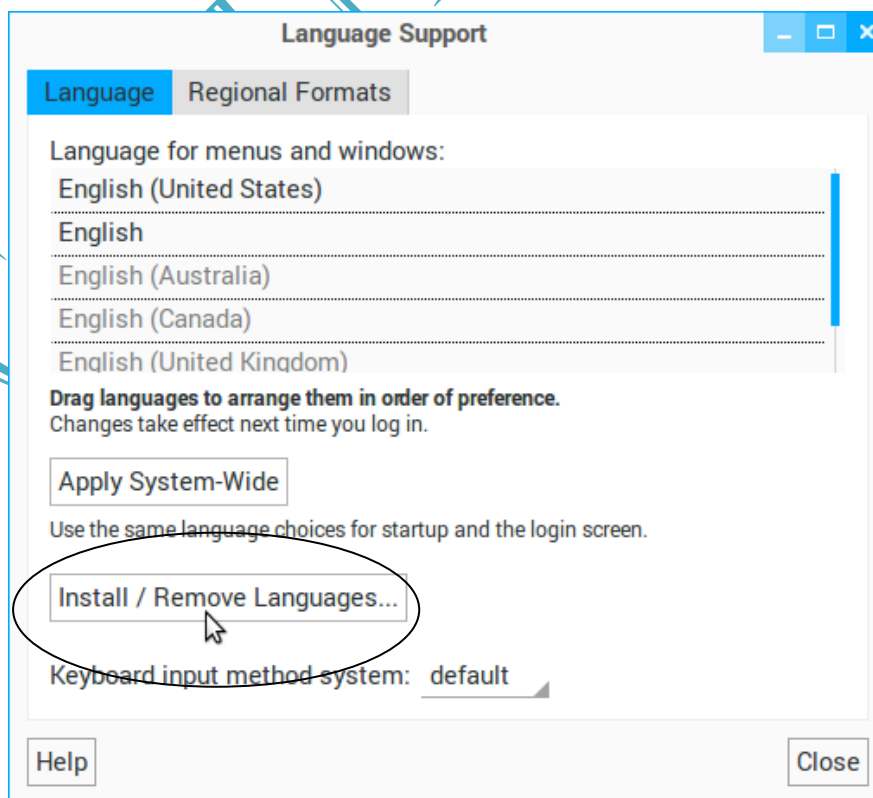 Language Support
Language Regional Formats
Language for menus and windows:
English (United States)
English
English (Australia)
English (Canada)
English (United Kingdom)
Drag languages to arrange them in order of preference.
Changes take effect next time you log in.
Apply System-Wide
Use the same language choices for startup and the login screen.
Install / Remove Languages...
Keyboard input method system: default
Help Close